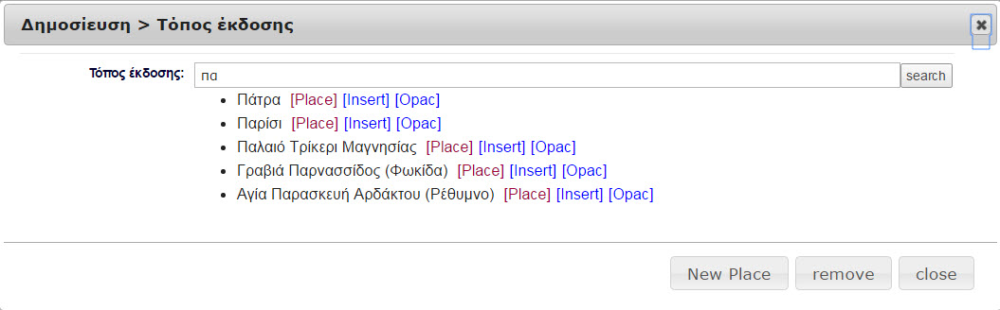 Δημοσίευση > Τόπος έκδοσης
Τόπος έκδοσης: πα search
Πάτρα [Place] [Insert] [Opac]
Παρίσι [Place] [Insert] [Opac]
Παλαιό Τρίκερι Μαγνησίας [Place] [Insert] [Opac]
Γραβιά Παρνασσίδος (Φωκίδα) [Place] [Insert] [Opac]
Αγία Παρασκευή Αρδάκτου (Ρέθυμνο) [Place] [Insert] [Opac]
New Place remove close